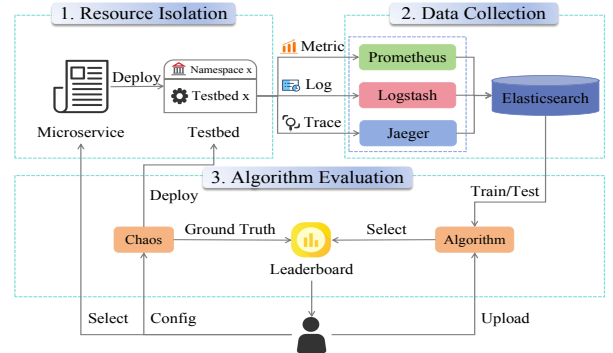 1. Resource Isolation
2. Data Collection
Deploy
Namespace x
Testbed x
Microservice
Testbed
Metric
Log
Trace
Prometheus
Logstash
Jaeger
Elasticsearch
3. Algorithm Evaluation
Deploy
Train/Test
Chaos
Ground Truth
Select
Algorithm
Leaderboard
Select
Config
Upload